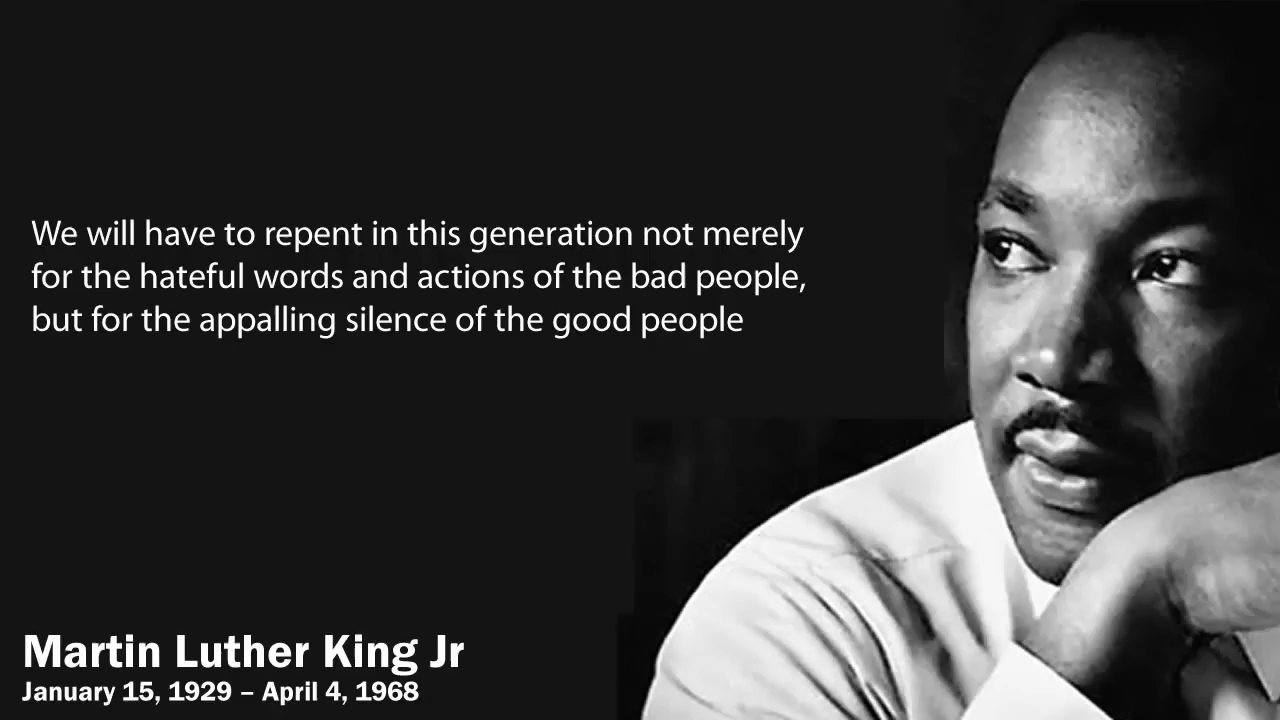 We will have to repent in this generation not merely
for the hateful words and actions of the bad people,
but for the appalling silence of the good people
Martin Luther King Jr
January 15, 1929 – April 4, 1968